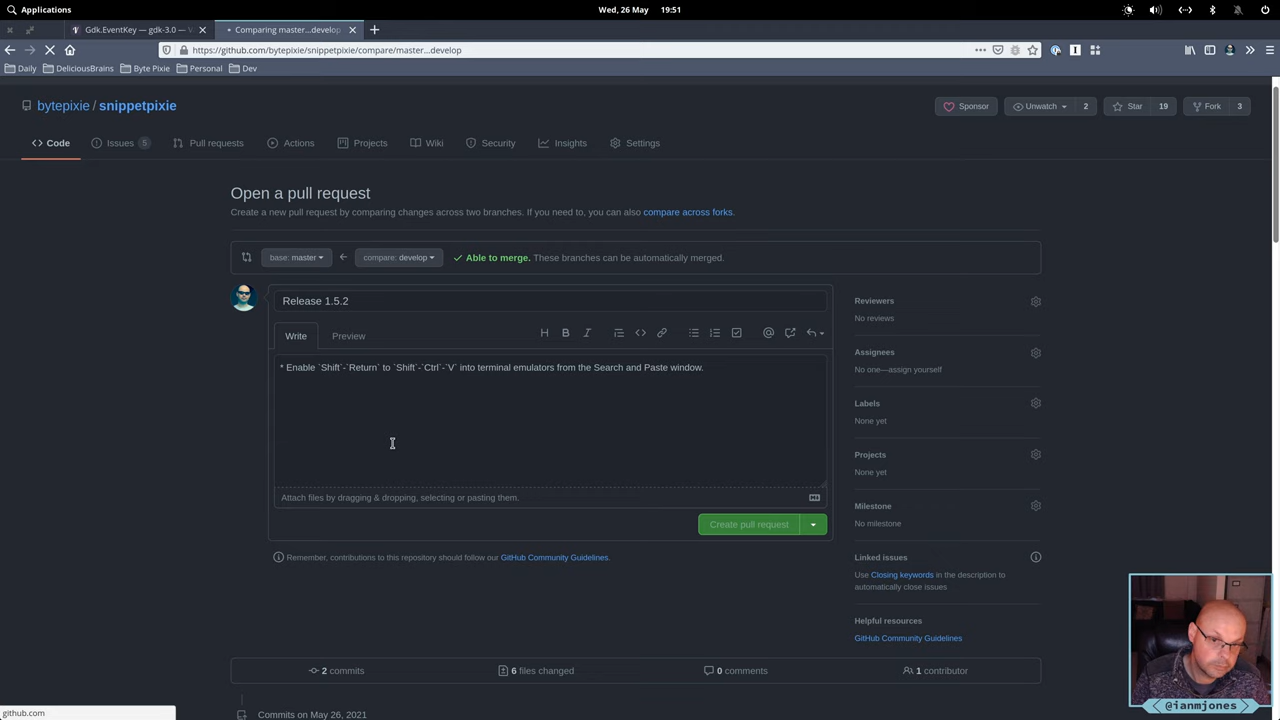 Applications
Wed, 26 May 19:51
Gdk.EventKey — gdk-3.0 — V
Comparing master...develop
https://github.com/bytepixie/snippetpixie/compare/master...develop
Daily
DeliciousBrains
Byte Pixie
Personal
Dev
bytepixie / snippetpixie
Sponsor
Unwatch 2
Star 19
Fork 3
Code
Issues 5
Pull requests
Actions
Projects
Wiki
Security
Insights
Settings
Open a pull request
Create a new pull request by comparing changes across two branches. If you need to, you can also compare across forks.
base: master
compare: develop
Able to merge. These branches can be automatically merged.
Release 1.5.2
Write
Preview
* Enable `Shift`-`Return` to `Shift`-`Ctrl`-`V` into terminal emulators from the Search and Paste window.
Attach files by dragging & dropping, selecting or pasting them.
Create pull request
Remember, contributions to this repository should follow our GitHub Community Guidelines.
Reviewers
No reviews
Assignees
No one—assign yourself
Labels
None yet
Projects
None yet
Milestone
No milestone
Linked issues
Use Closing keywords in the description to
automatically close issues
Helpful resources
GitHub Community Guidelines
2 commits
6 files changed
0 comments
1 contributor
Commits on May 26, 2021
github.com
@ianmjones